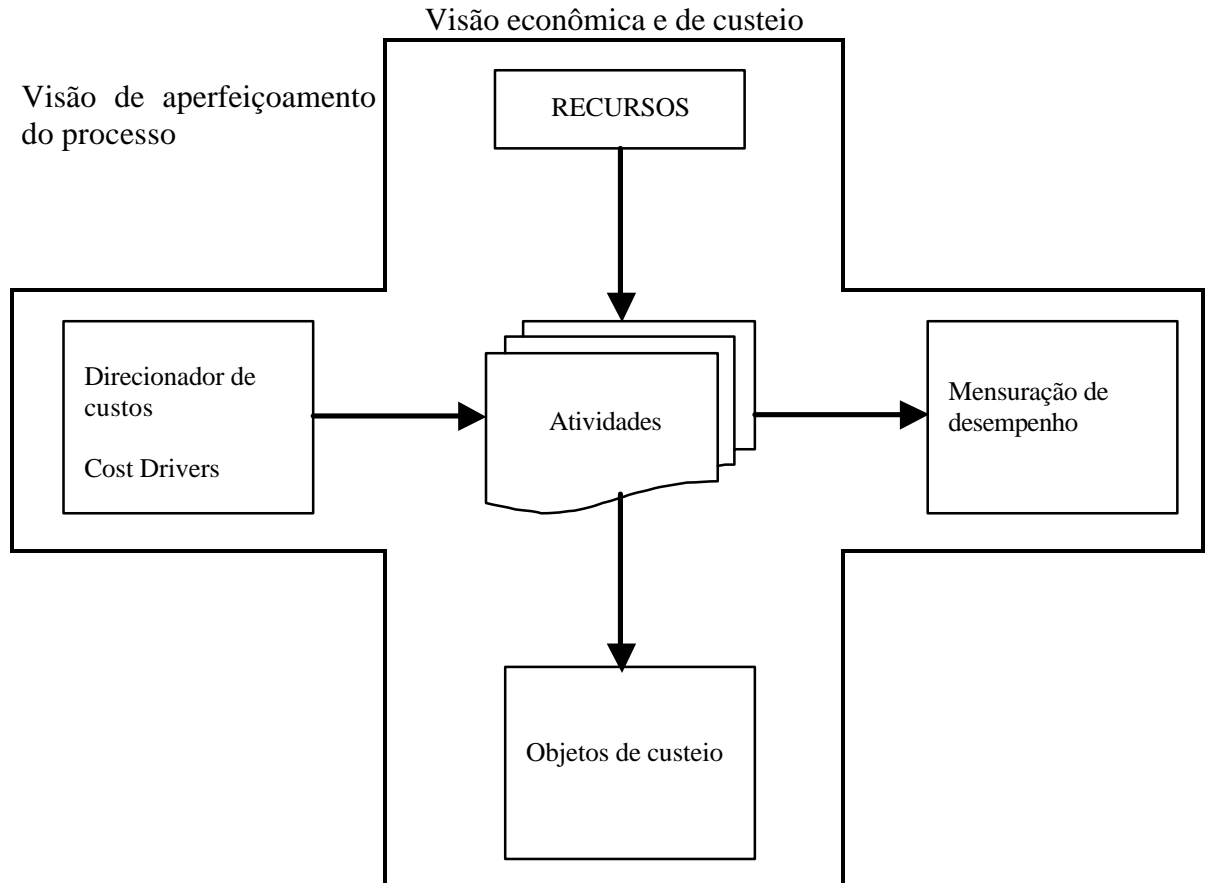 Visão econômica e de custeio
Visão de aperfeiçoamento
do processo
RECURSOS
Direcionador de
custos
Cost Drivers
Atividades
Mensuração de
desempenho
Objetos de custeio